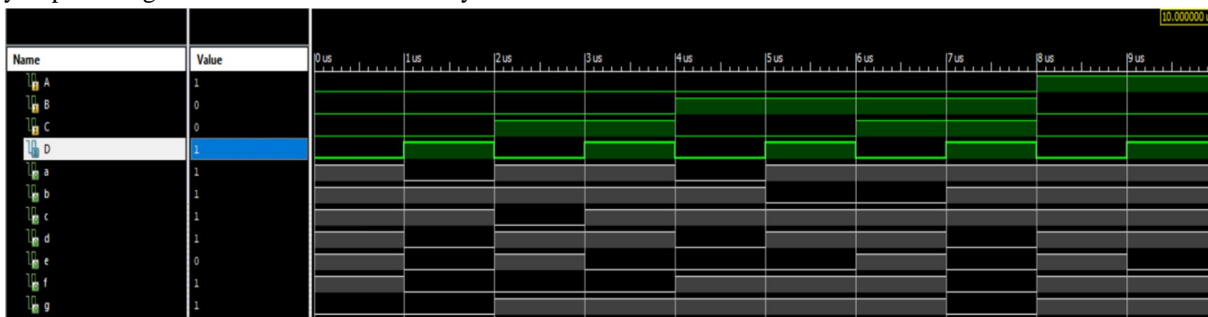 10.000000 u
Name Value 0 us 1 us 2 us 3 us 4 us 5 us 6 us 7 us 8 us 9 us
A 1
B 0
C 0
D 1
a 1
b 1
c 1
d 1
e 0
f 1
g 1